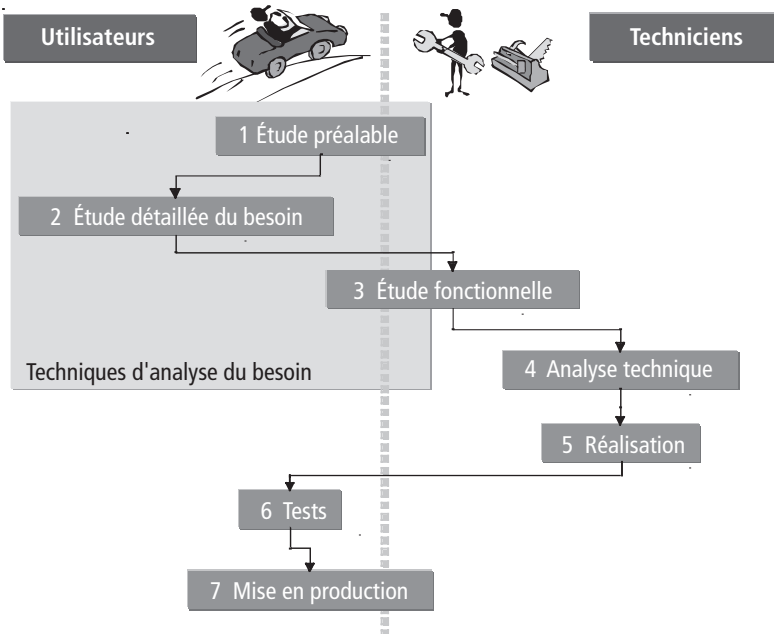 Utilisateurs
Techniciens
1 Étude préalable
2 Étude détaillée du besoin
3 Étude fonctionnelle
Techniques d'analyse du besoin
4 Analyse technique
5 Réalisation
6 Tests
7 Mise en production